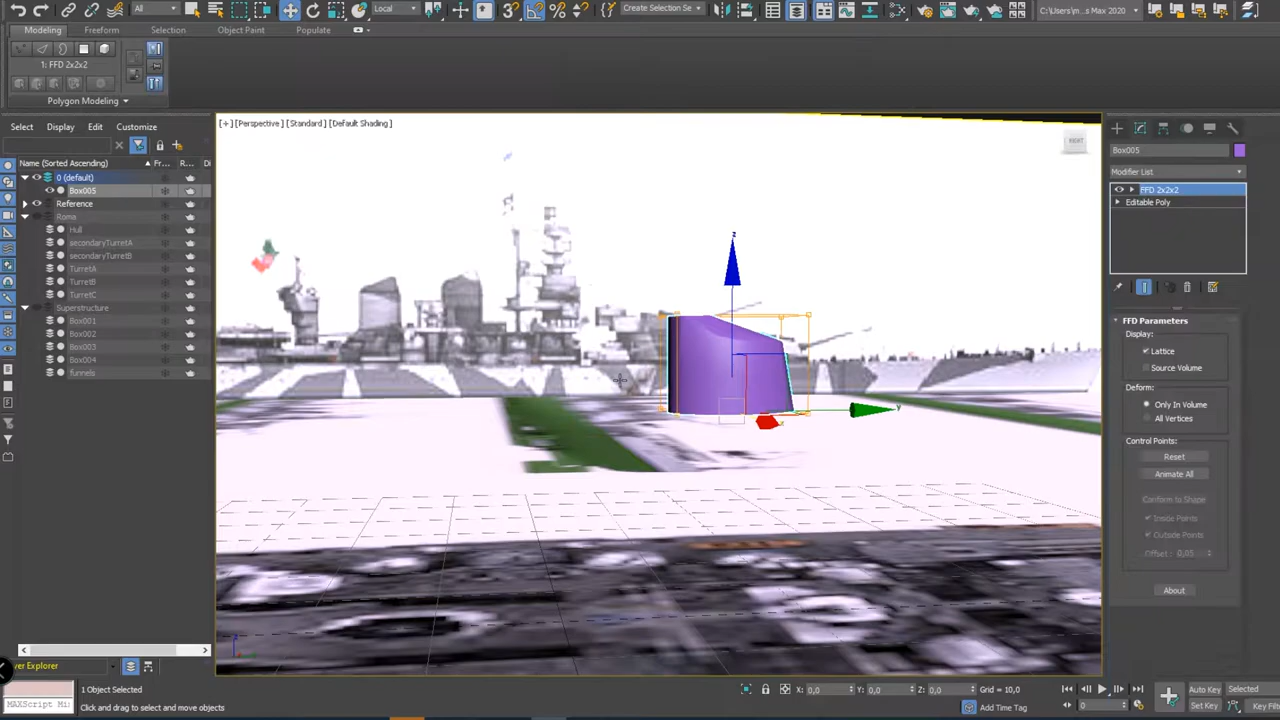 All
Local
Create Selection Se
C:\Users\m...s Max 2020
Modeling
Freeform
Selection
Object Paint
Populate
1: FFD 2x2x2
Polygon Modeling
Select
Display
Edit
Customize
Name (Sorted Ascending)
Fr...
R...
Di
0 (default)
Box005
Reference
Roma
Hull
secondaryTurretA
secondaryTurretB
TurretA
TurretB
TurretC
Superstructure
Box001
Box002
Box003
Box004
funnels
[+] [Perspective] [Standard] [Default Shading]
RIGHT
z
y
Box005
Modifier List
FFD 2x2x2
Editable Poly
FFD Parameters
Display:
Lattice
Source Volume
Deform:
Only In Volume
All Vertices
Control Points:
Reset
Animate All
Conform to Shape
Inside Points
Outside Points
Offset : 0,05
About
yer Explorer
MAXScript Mi
1 Object Selected
Click and drag to select and move objects
X: 0,0
Y: 0,0
Z: 0,0
Grid = 10,0
Add Time Tag
0
Auto Key
Selected
Set Key
Key Filt